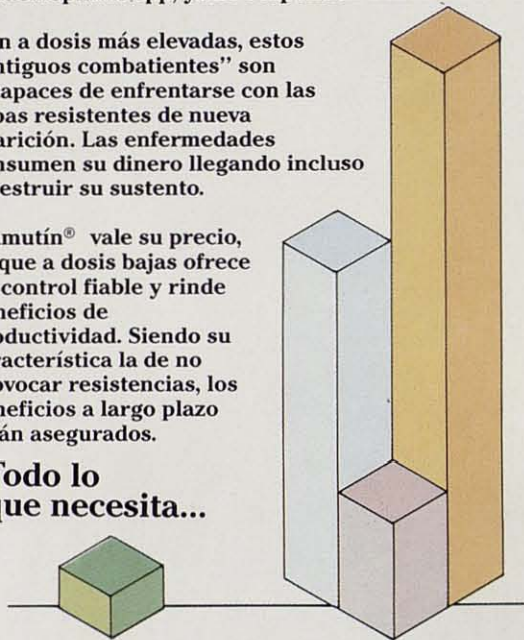 n a dosis más elevadas, estos
ntiguos combatientes” son
apaces de enfrentarse con las
pas resistentes de nueva
arición. Las enfermedades
nsumen su dinero llegando incluso
estruir su sustento.
mutín® vale su precio,
que a dosis bajas ofrece
control fiable y rinde
neficios de
oductividad. Siendo su
racterística la de no
ovocar resistencias, los
neficios a largo plazo
án asegurados.
Todo lo
que necesita...